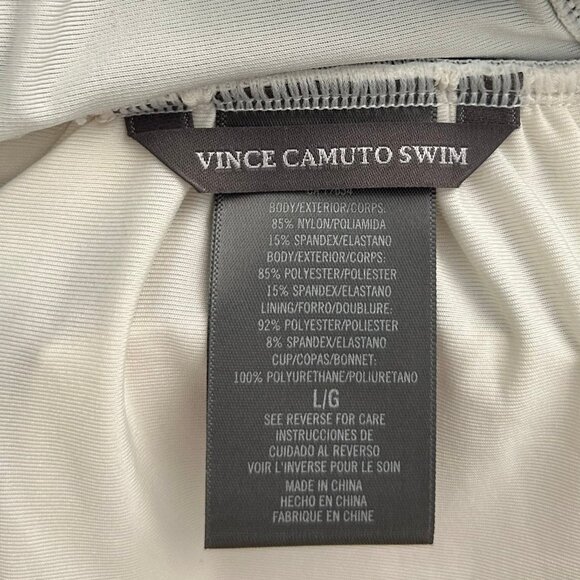 VINCE CAMUTO SWIM
BODY/EXTERIOR/CORPS:
85% NYLON/POLIAMIDA
15% SPANDEX/ELASTANO
BODY/EXTERIOR/CORPS:
85% POLYESTER/POLIESTER
15% SPANDEX/ELASTANO
LINING/FORRO/DOUBLURE:
92% POLYESTER/POLIESTER
8% SPANDEX/ELASTANO
CUP/COPAS/BONNET:
100% POLYURETHANE/POLIURETANO
L/G
SEE REVERSE FOR CARE
INSTRUCCIONES DE
CUIDADO AL REVERSO
VOIR L'INVERSE POUR LE SOIN
MADE IN CHINA
HECHO EN CHINA
FABRIQUE EN CHINE